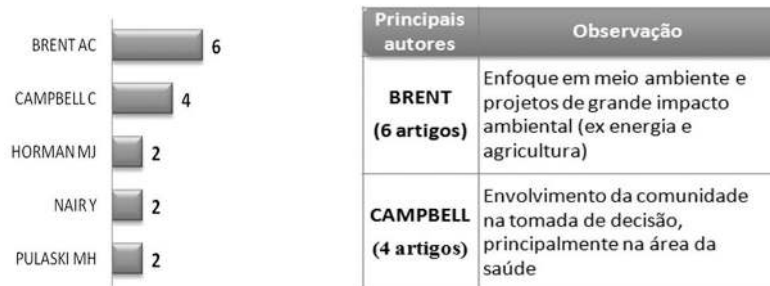 BRENT AC 6
CAMPBELL C 4
HORMAN MJ 2
NAIR Y 2
PULASKI MH 2
Principais
autores
Observação
BRENT
(6 artigos)
Enfoque em meio ambiente e
projetos de grande impacto
ambiental (ex energia e
agricultura)
CAMPBELL
(4 artigos)
Envolvimento da comunidade
na tomada de decisão,
principalmente na área da
saúde